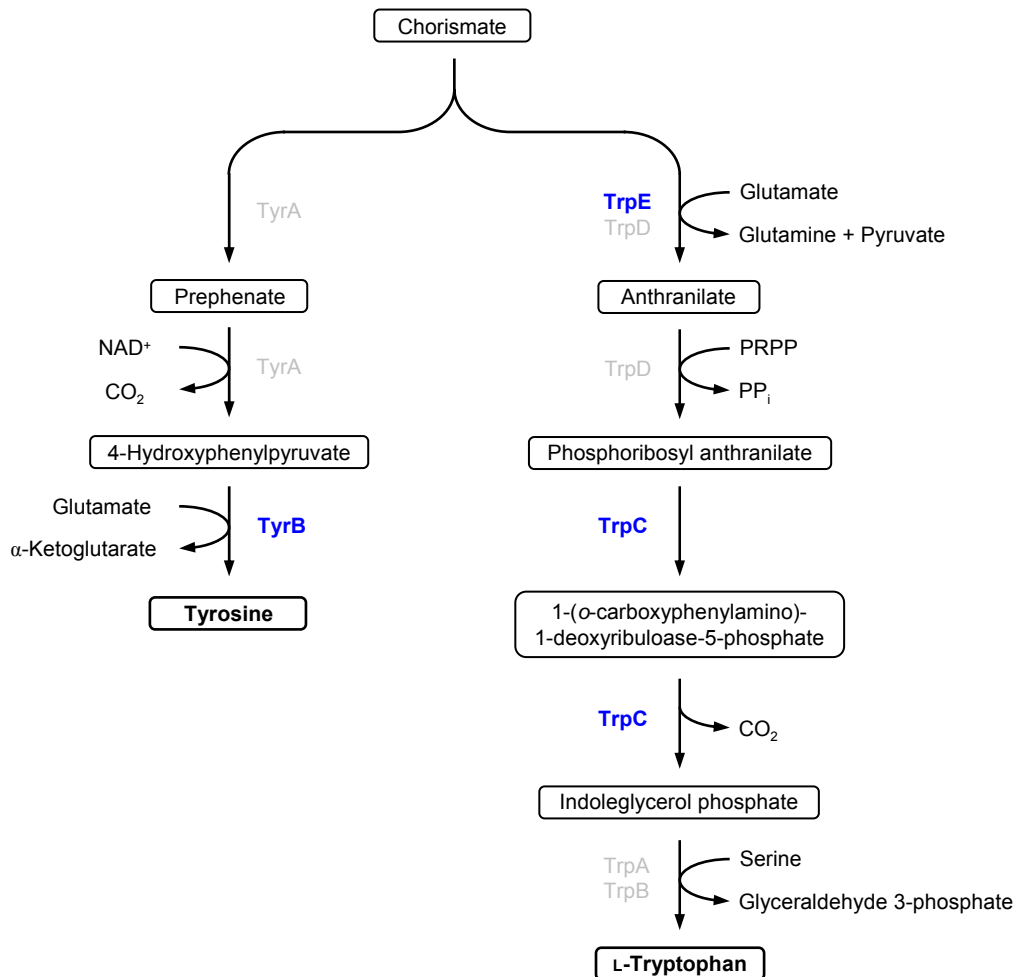 Chorismate
TyrA
TrpE
TrpD
Glutamate
Glutamine + Pyruvate
Prephenate
Anthranilate
NAD⁺
CO₂
TyrA
TrpD
PRPP
PPᵢ
4-Hydroxyphenylpyruvate
Phosphoribosyl anthranilate
Glutamate
α-Ketoglutarate
TyrB
TrpC
Tyrosine
1-(o-carboxyphenylamino)-
1-deoxyribuloase-5-phosphate
TrpC
CO₂
Indoleglycerol phosphate
TrpA
TrpB
Serine
Glyceraldehyde 3-phosphate
L-Tryptophan